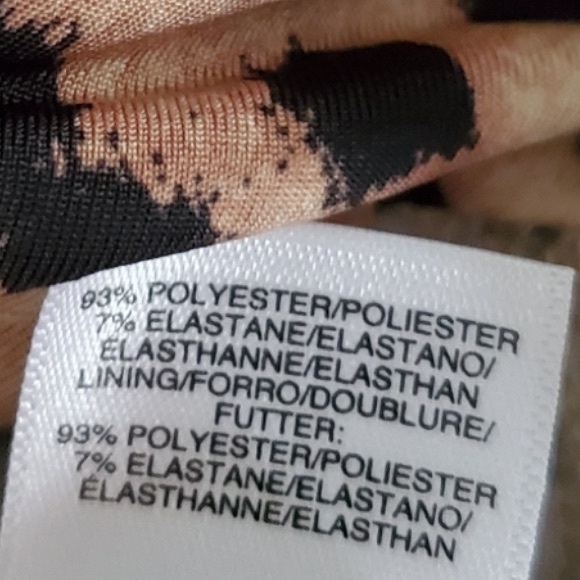 93% POLYESTER/POLIESTER
7% ELASTANE/ELASTANO/
ÉLASTHANNE/ELASTHAN
LINING/FORRO/DOUBLURE/
FUTTER:
93% POLYESTER/POLIESTER
7% ELASTANE/ELASTANO/
ÉLASTHANNE/ELASTHAN